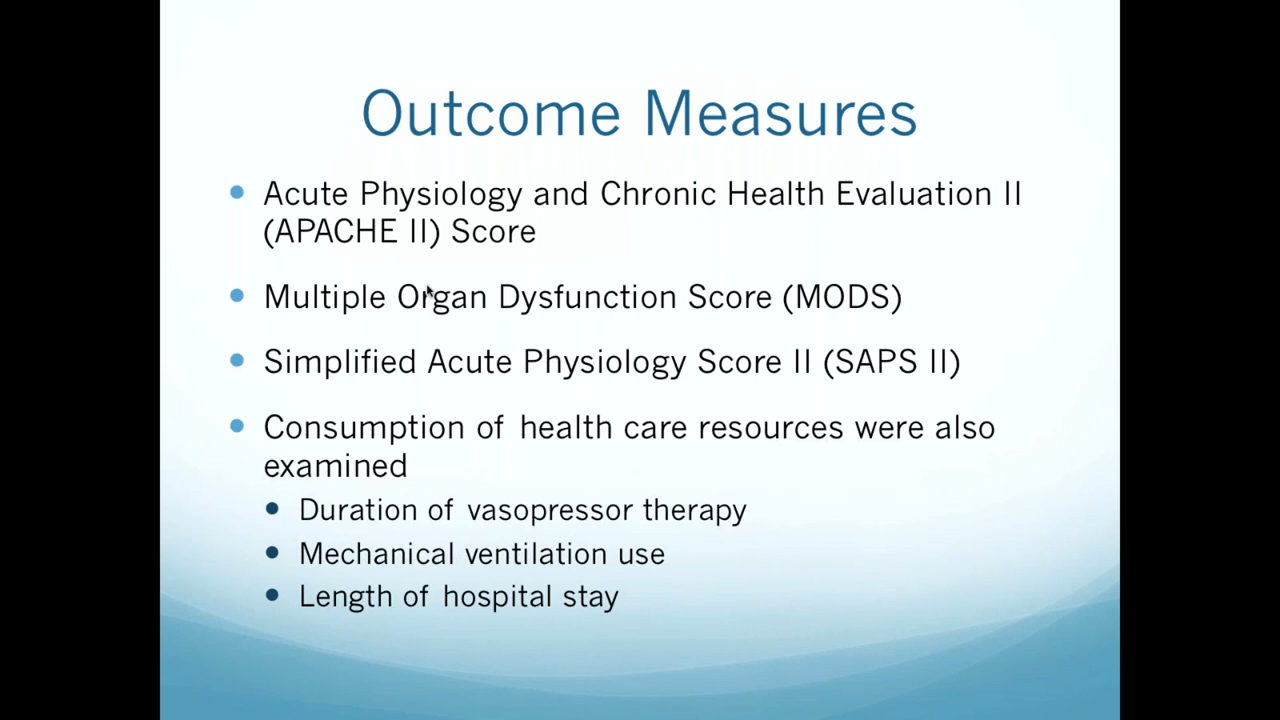 Outcome Measures
Acute Physiology and Chronic Health Evaluation II
(APACHE II) Score
Multiple Organ Dysfunction Score (MODS)
Simplified Acute Physiology Score II (SAPS II)
Consumption of health care resources were also
examined
Duration of vasopressor therapy
Mechanical ventilation use
Length of hospital stay